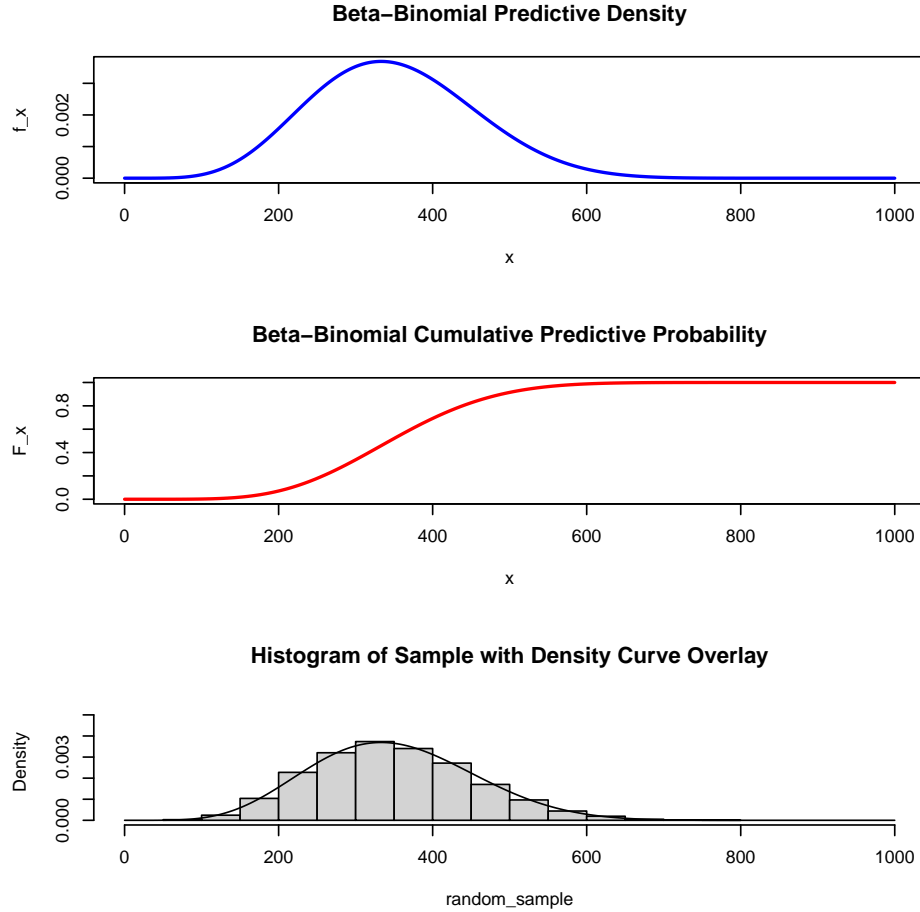 Beta−Binomial Predictive Density
f_x
0.000 0.002
0 200 400 600 800 1000
x
Beta−Binomial Cumulative Predictive Probability
F_x
0.0 0.4 0.8
0 200 400 600 800 1000
x
Histogram of Sample with Density Curve Overlay
Density
0.000 0.003
0 200 400 600 800 1000
random_sample